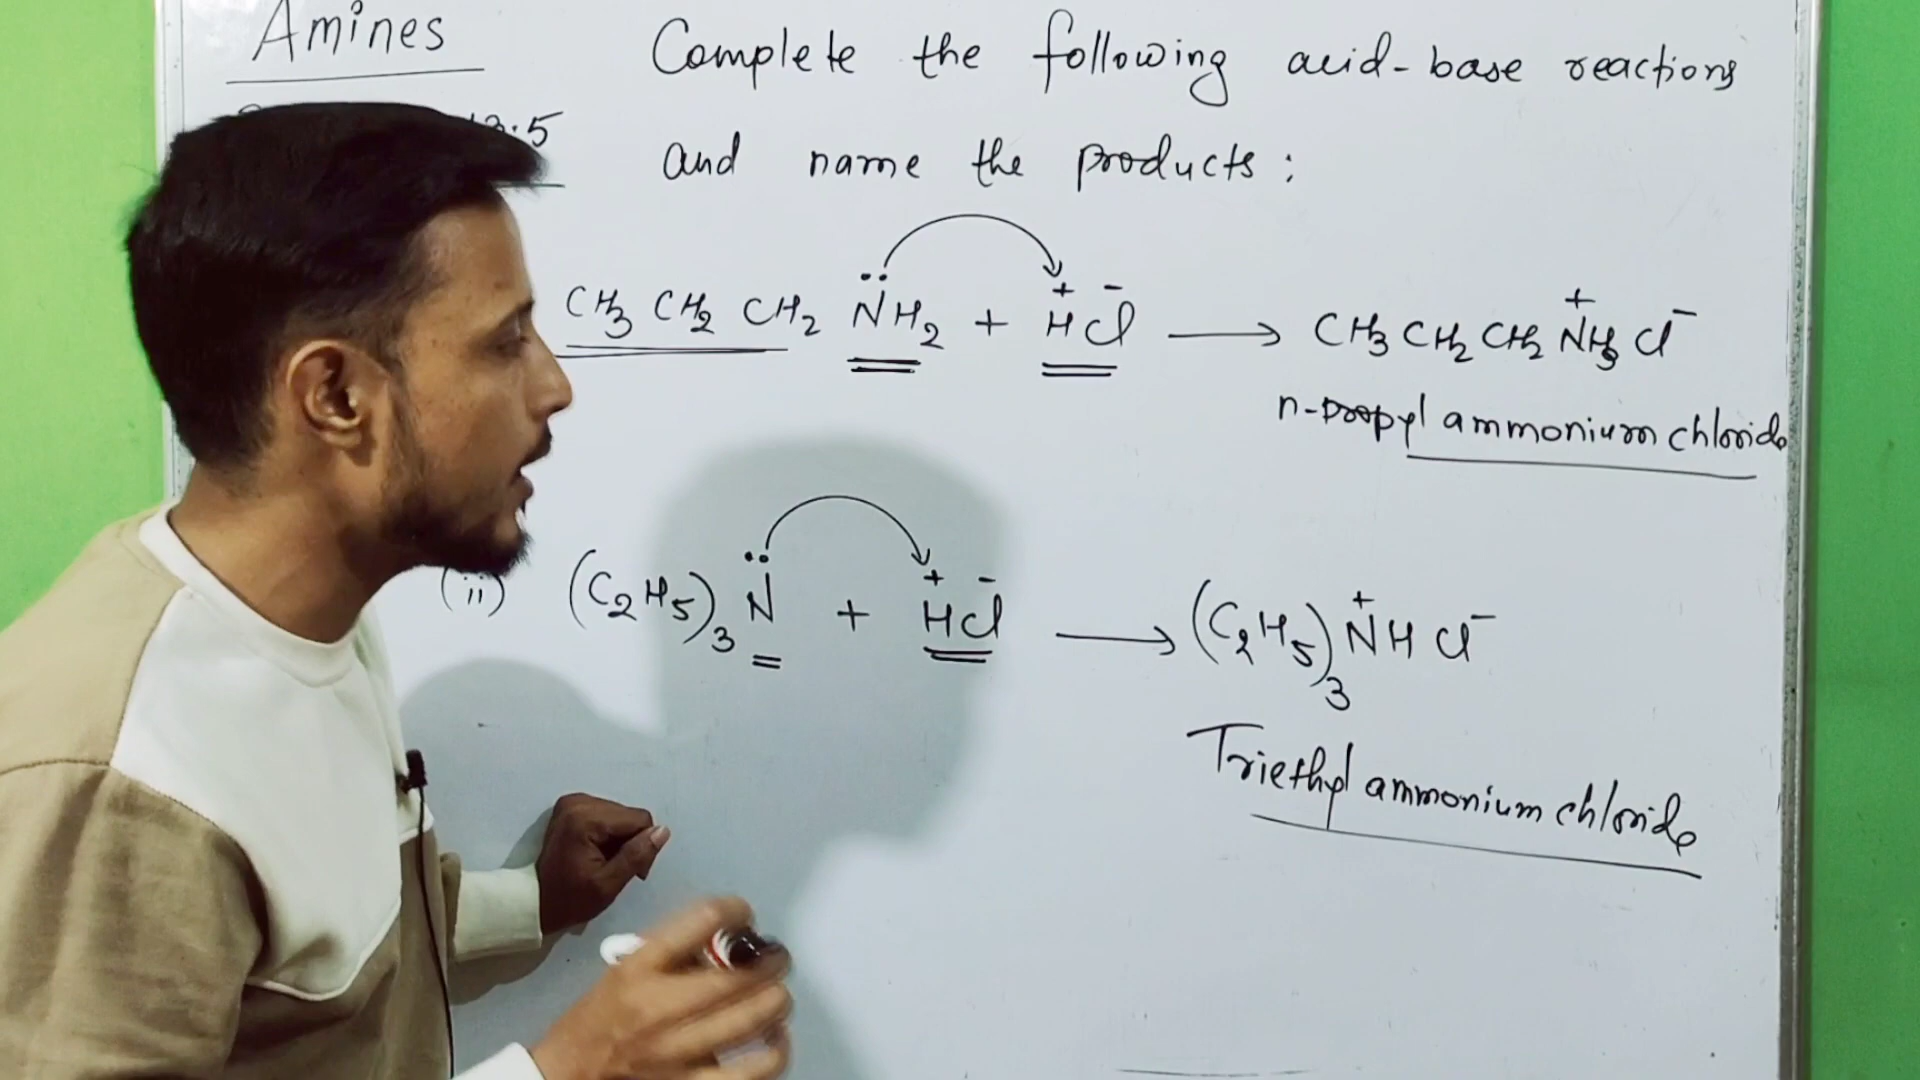 Amines
Complete the following acid-base reactions
and name the products:
CH3 CH2 CH2 N̈H2 + H⁺Cl⁻ ⟶ CH3 CH2 CH2 N⁺H3 Cl⁻
n-propyl ammonium chloride
(ii) (C2H5)3 N̈ + H⁺Cl⁻ ⟶ (C2H5)3 N⁺H Cl⁻
Triethyl ammonium chloride